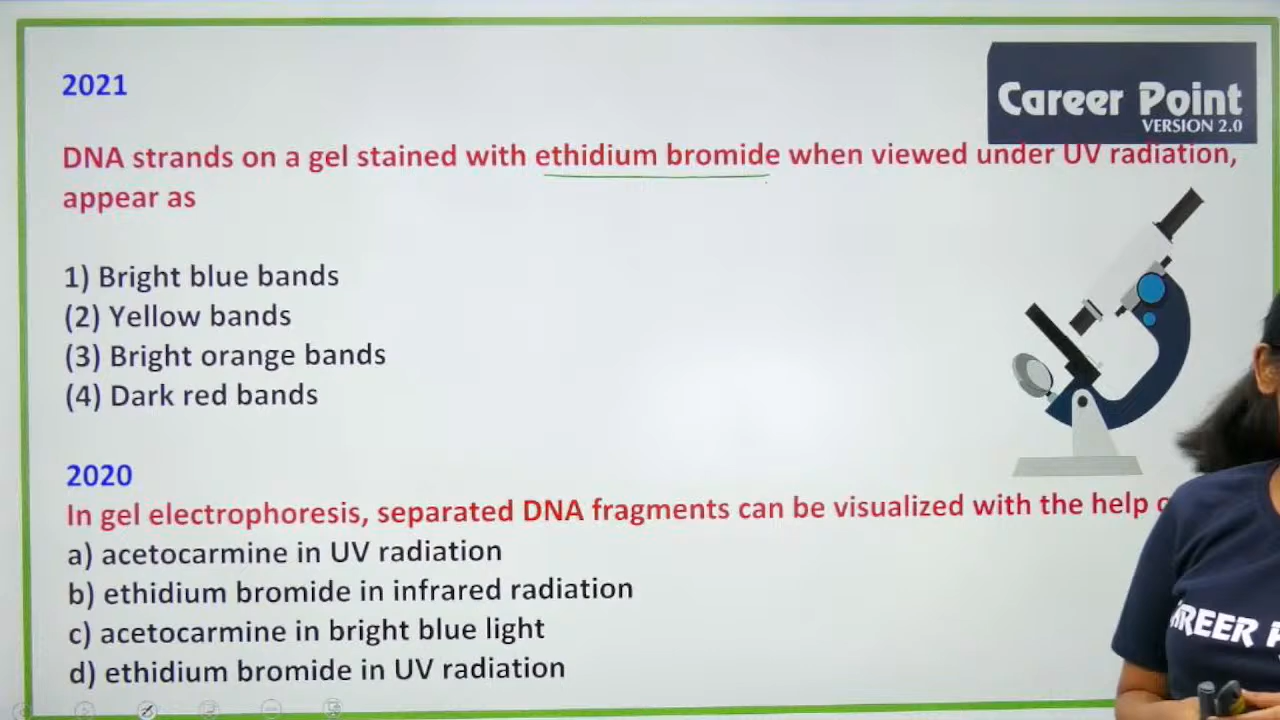 Career Point
VERSION 2.0
2021
DNA strands on a gel stained with ethidium bromide when viewed under UV radiation,
appear as
1) Bright blue bands
(2) Yellow bands
(3) Bright orange bands
(4) Dark red bands
2020
In gel electrophoresis, separated DNA fragments can be visualized with the help
a) acetocarmine in UV radiation
b) ethidium bromide in infrared radiation
c) acetocarmine in bright blue light
d) ethidium bromide in UV radiation